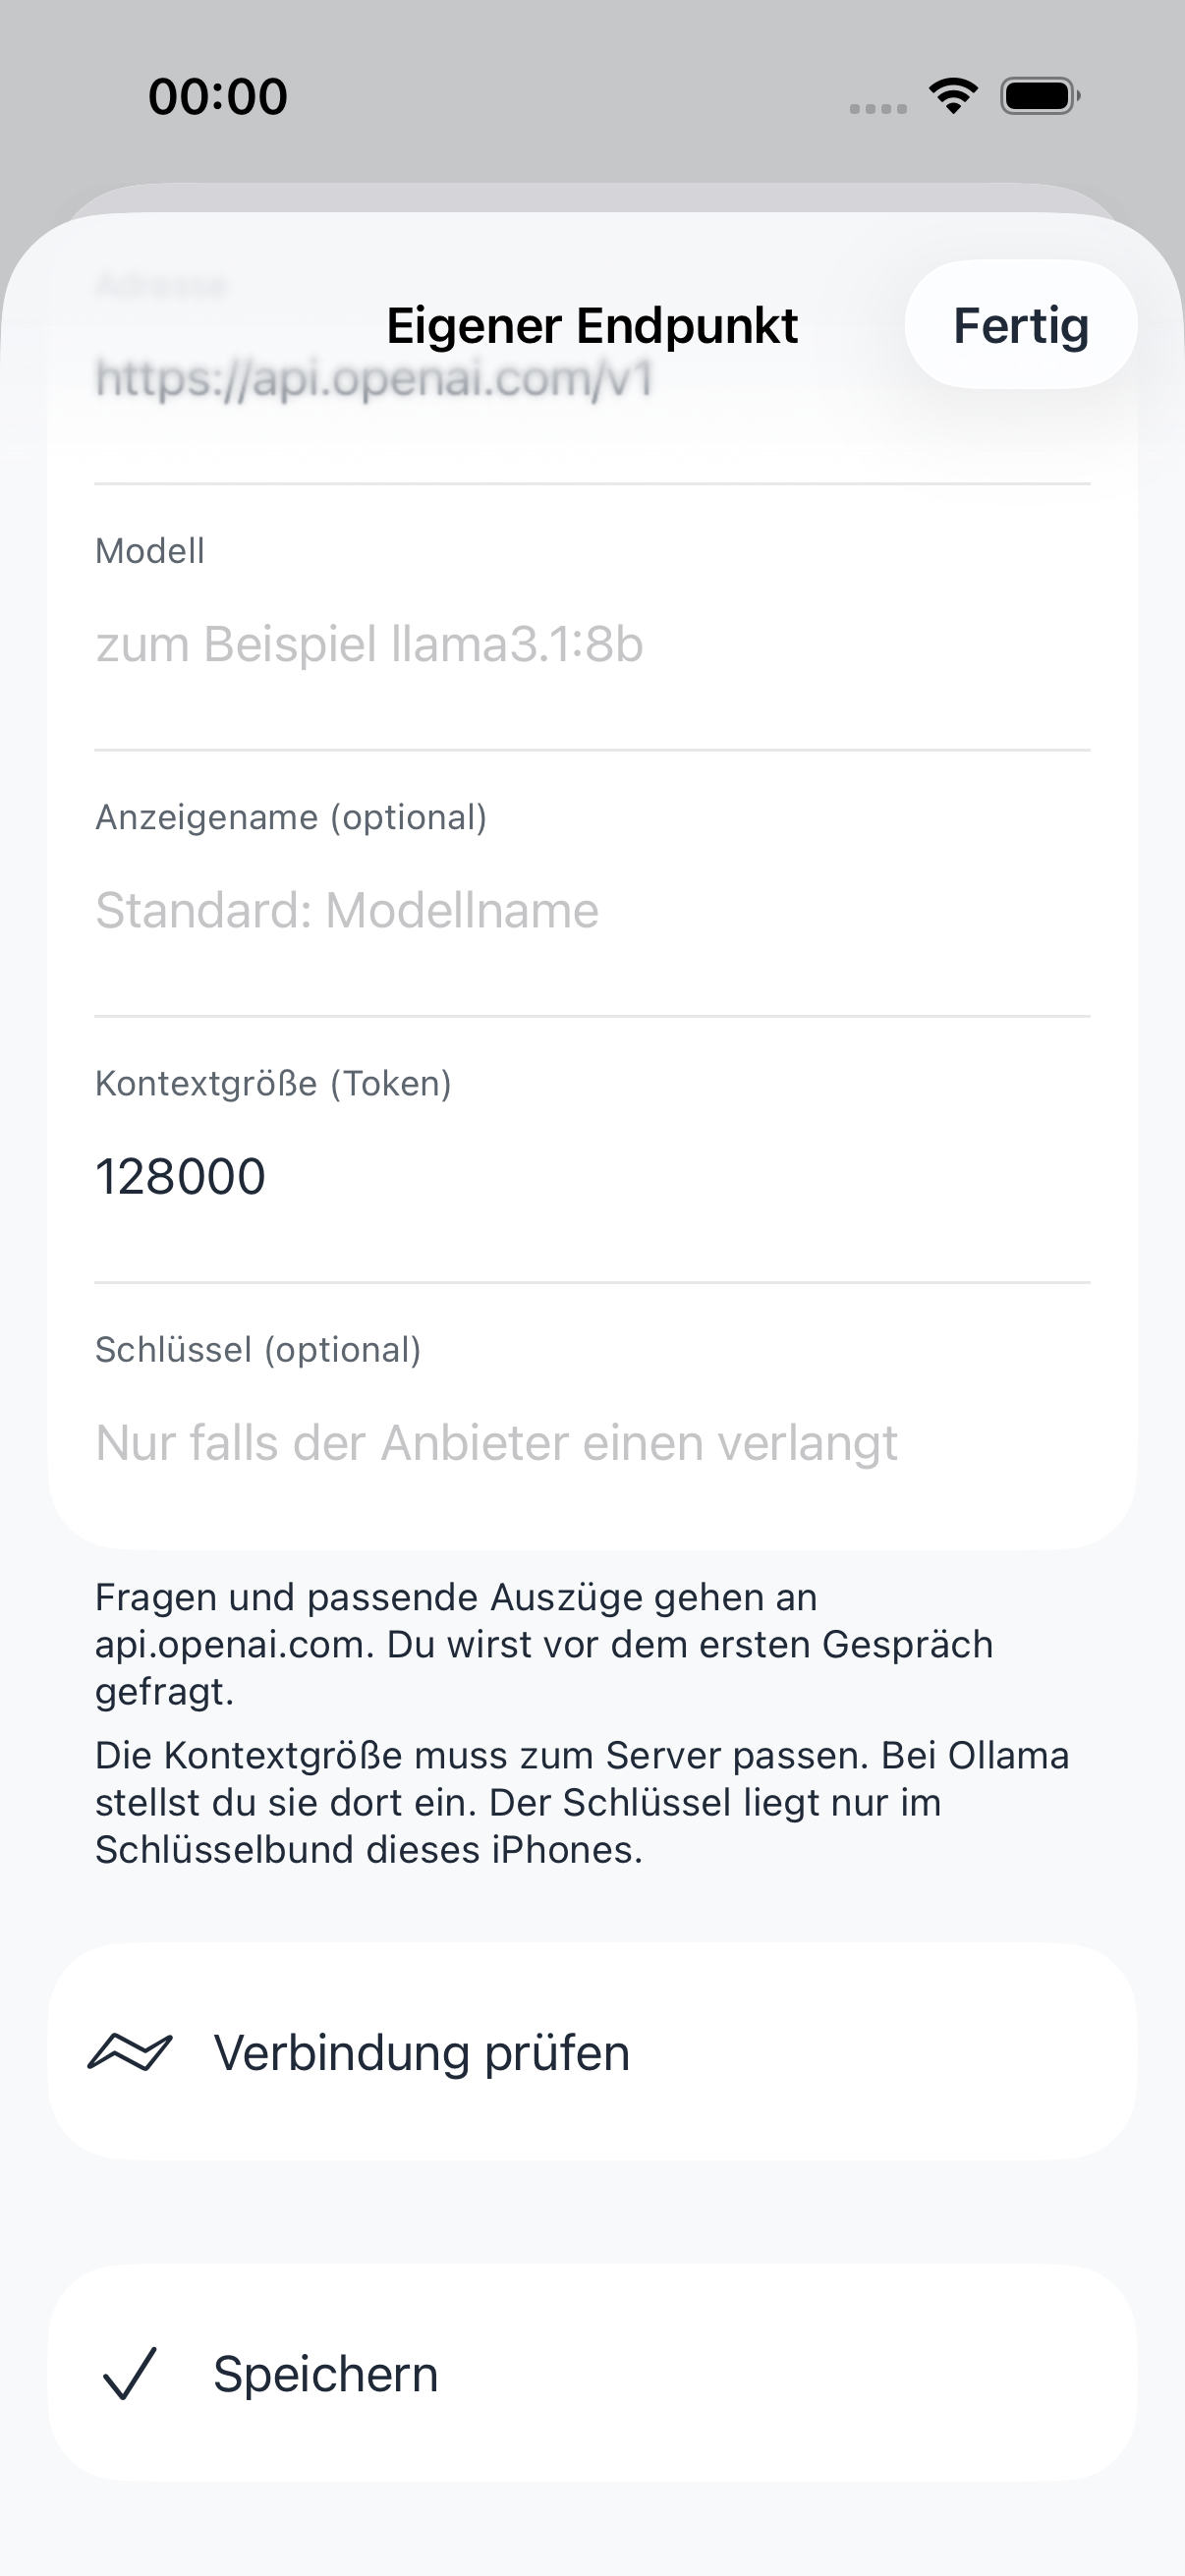 00:00
Adresse
Eigener Endpunkt
Fertig
https://api.openai.com/v1
Modell
zum Beispiel llama3.1:8b
Anzeigename (optional)
Standard: Modellname
Kontextgröße (Token)
128000
Schlüssel (optional)
Nur falls der Anbieter einen verlangt
Fragen und passende Auszüge gehen an
api.openai.com. Du wirst vor dem ersten Gespräch
gefragt.
Die Kontextgröße muss zum Server passen. Bei Ollama
stellst du sie dort ein. Der Schlüssel liegt nur im
Schlüsselbund dieses iPhones.
Verbindung prüfen
Speichern